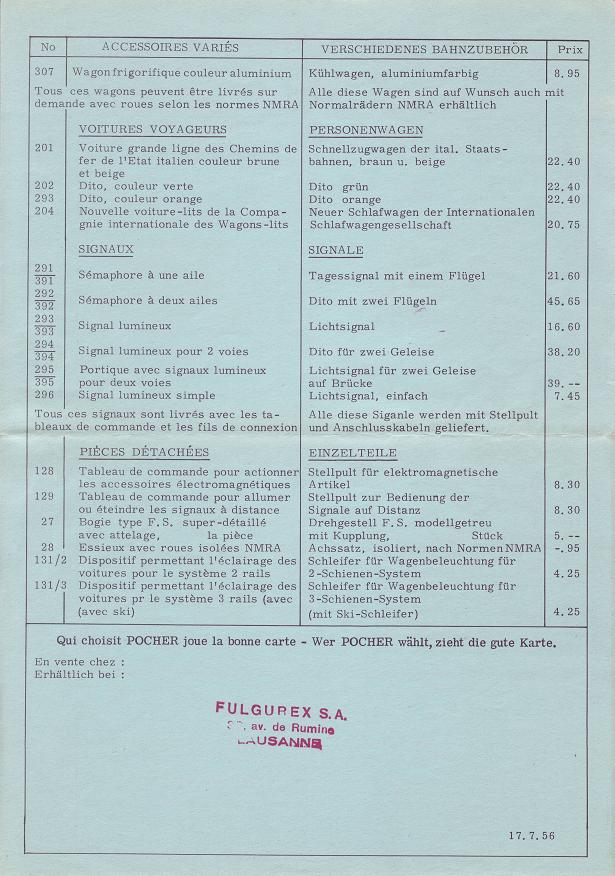 No ACCESSOIRES VARIÉS VERSCHIEDENES BAHNZUBEHÖR Prix
307 Wagon frigorifique couleur aluminium Kühlwagen, aluminiumfarbig 8.95
Tous ces wagons peuvent être livrés sur Alle diese Wagen sind auf Wunsch auch mit
demande avec roues selon les normes NMRA Normalrädern NMRA erhältlich
VOITURES VOYAGEURS PERSONENWAGEN
201 Voiture grande ligne des Chemins de Schnellzugwagen der ital. Staats-
fer de l'Etat italien couleur brune bahnen, braun u. beige 22.40
et beige
202 Dito, couleur verte Dito grün 22.40
293 Dito, couleur orange Dito orange 22.40
204 Nouvelle voiture-lits de la Compa- Neuer Schlafwagen der Internationalen
gnie internationale des Wagons-lits Schlafwagengesellschaft 20.75
SIGNAUX SIGNALE
291
391 Sémaphore à une aile Tagessignal mit einem Flügel 21.60
292
392 Sémaphore à deux ailes Dito mit zwei Flügeln 45.65
293
393 Signal lumineux Lichtsignal 16.60
294
394 Signal lumineux pour 2 voies Dito für zwei Geleise 38.20
295 Portique avec signaux lumineux Lichtsignal für zwei Geleise
395 pour deux voies auf Brücke 39.--
296 Signal lumineux simple Lichtsignal, einfach 7.45
Tous ces signaux sont livrés avec les ta- Alle diese Siganle werden mit Stellpult
bleaux de commande et les fils de connexion und Anschlusskabeln geliefert.
PIÉCES DÉTACHÉES EINZELTEILE
128 Tableau de commande pour actionner Stellpult für elektromagnetische
les accessoires électromagnétiques Artikel 8.30
129 Tableau de commande pour allumer Stellpult zur Bedienung der
ou éteindre les signaux à distance Signale auf Distanz 8.30
27 Bogie type F.S. super-détaillé Drehgestell F.S. modellgetreu
avec attelage, la pièce mit Kupplung, Stück 5.--
28 Essieux avec roues isolées NMRA Achssatz, isoliert, nach Normen NMRA -.95
131/2 Dispositif permettant l'éclairage des Schleifer für Wagenbeleuchtung für
voitures pour le système 2 rails 2-Schienen-System 4.25
131/3 Dispositif permettant l'éclairage des Schleifer für Wagenbeleuchtung für
voitures pr le système 3 rails (avec 3-Schienen-System
(avec ski) (mit Ski-Schleifer) 4.25
Qui choisit POCHER joue la bonne carte - Wer POCHER wählt, zieht die gute Karte.
En vente chez :
Erhältlich bei :
FULGUREX S.A.
av. de Rumine
LAUSANNE
17.7.56